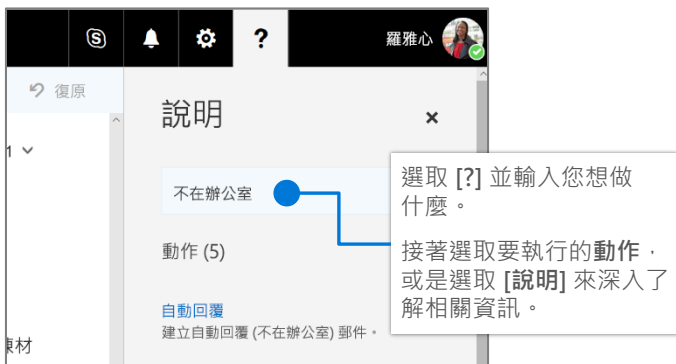 ?
羅雅心
復原
說明
×
1
不在辦公室
選取 [?] 並輸入您想做
什麼。
動作 (5)
接著選取要執行的動作，
或是選取 [說明] 來深入了
解相關資訊。
自動回覆
建立自動回覆 (不在辦公室) 郵件。
材